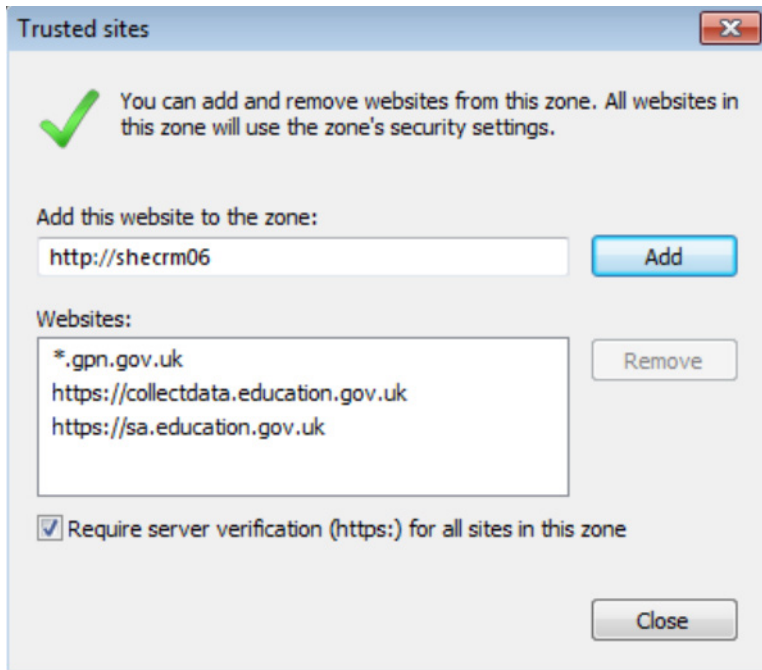 Trusted sites
You can add and remove websites from this zone. All websites in
this zone will use the zone's security settings.
Add this website to the zone:
http://shecrm06
Add
Websites:
*.gpn.gov.uk
Remove
https://collectdata.education.gov.uk
https://sa.education.gov.uk
Require server verification (https:) for all sites in this zone
Close